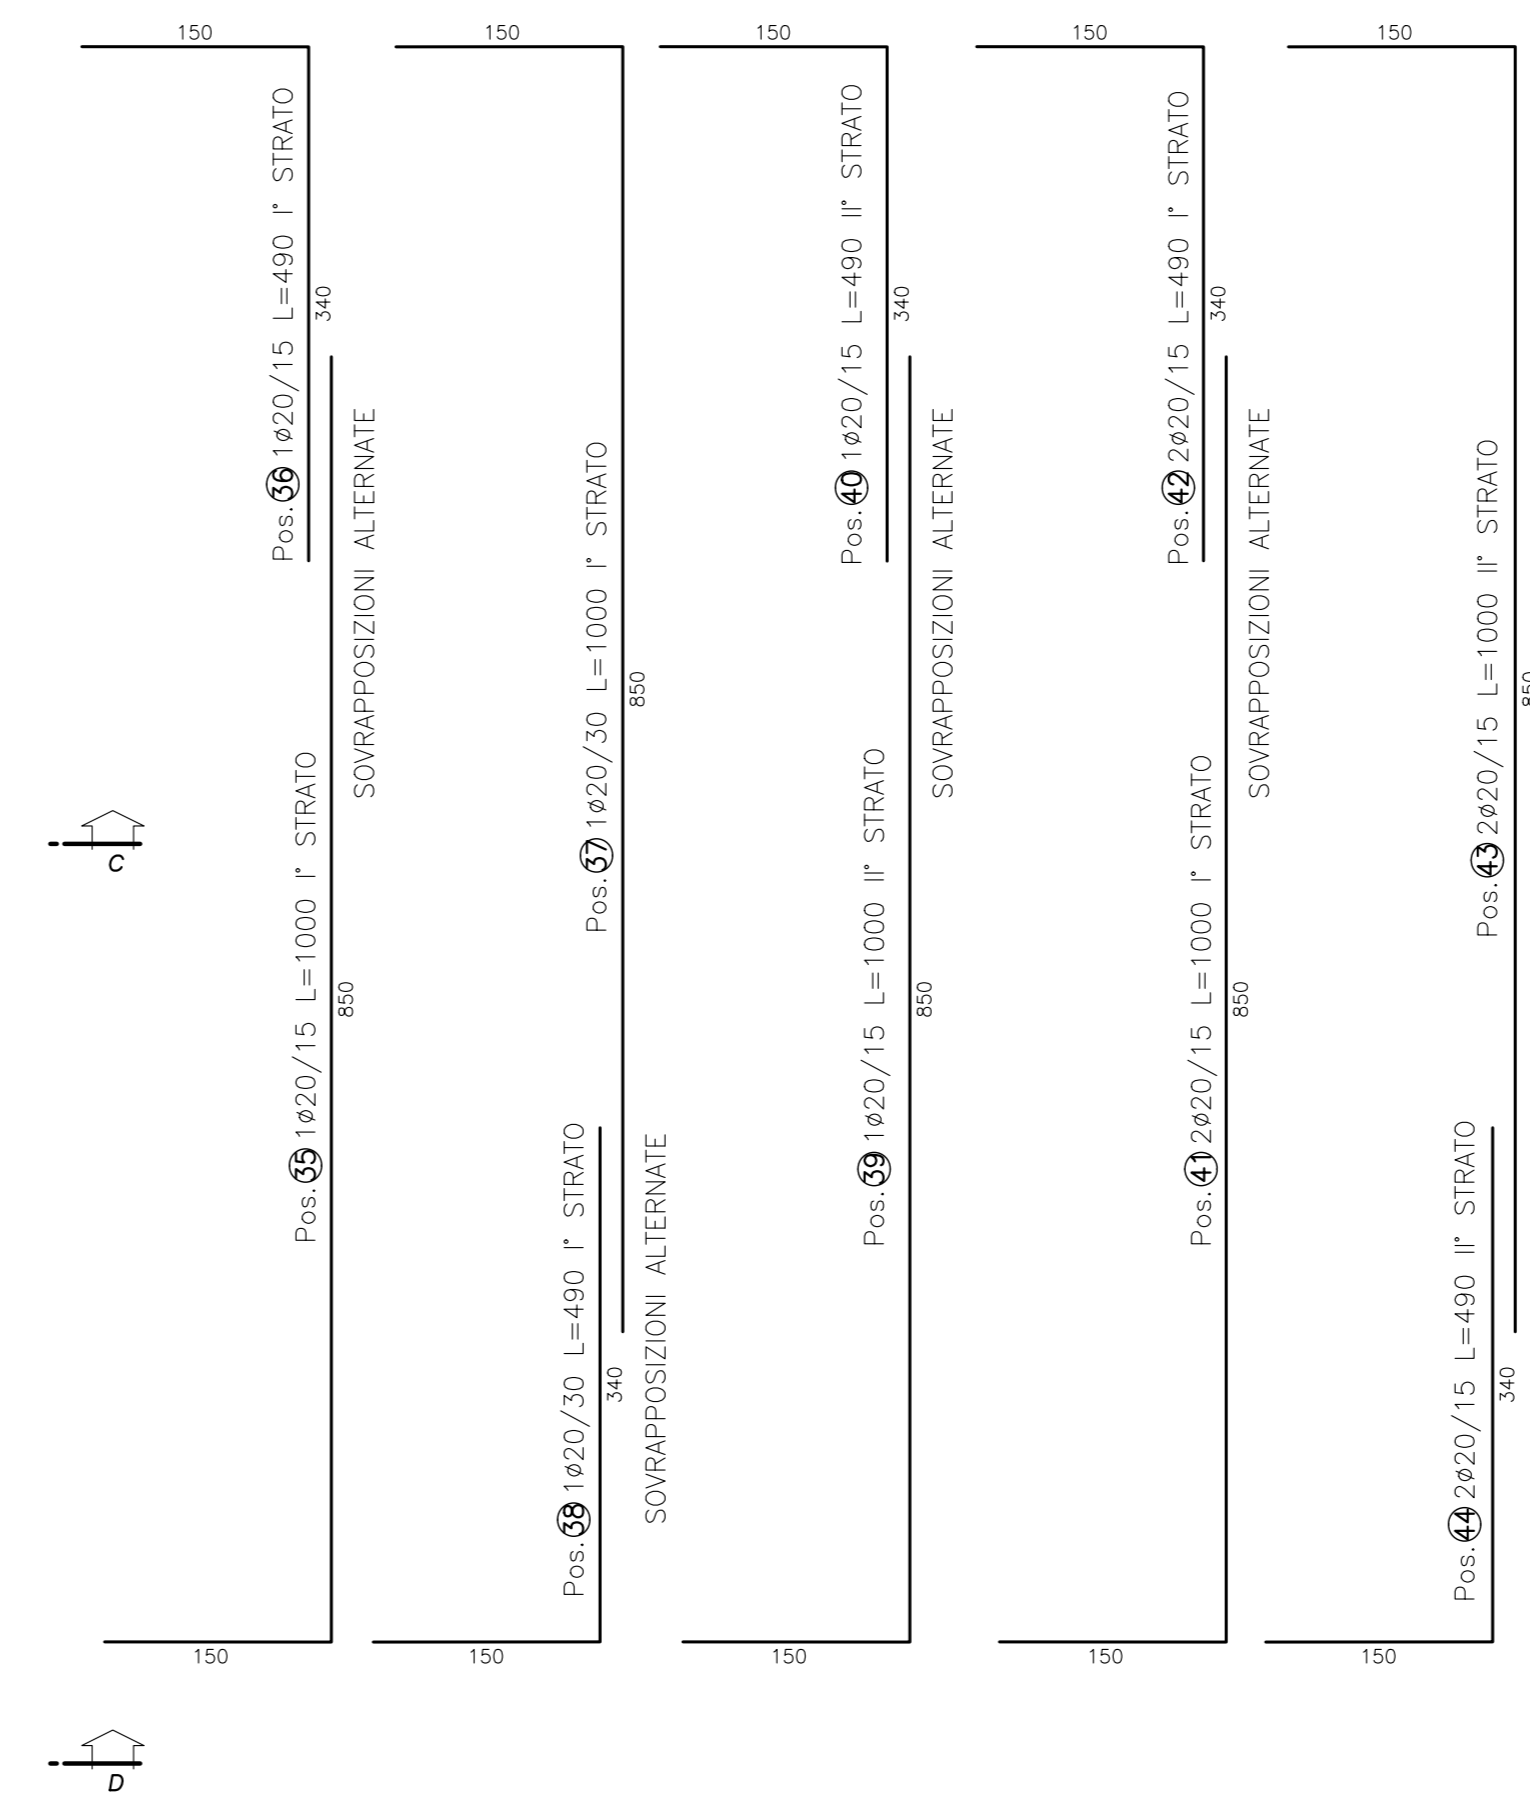 150
150
150
150
150
Pos. 36 1ø20/15 L=490 I° STRATO
340
SOVRAPPOSIZIONI ALTERNATE
Pos. 35 1ø20/15 L=1000 I° STRATO
850
150
Pos. 37 1ø20/30 L=1000 I° STRATO
850
Pos. 38 1ø20/30 L=490 I° STRATO
340
SOVRAPPOSIZIONI ALTERNATE
150
Pos. 40 1ø20/15 L=490 II° STRATO
340
SOVRAPPOSIZIONI ALTERNATE
Pos. 39 1ø20/15 L=1000 II° STRATO
850
150
Pos. 42 2ø20/15 L=490 I° STRATO
340
SOVRAPPOSIZIONI ALTERNATE
Pos. 41 2ø20/15 L=1000 I° STRATO
850
150
Pos. 43 2ø20/15 L=1000 II° STRATO
850
Pos. 44 2ø20/15 L=490 II° STRATO
340
150
C
D